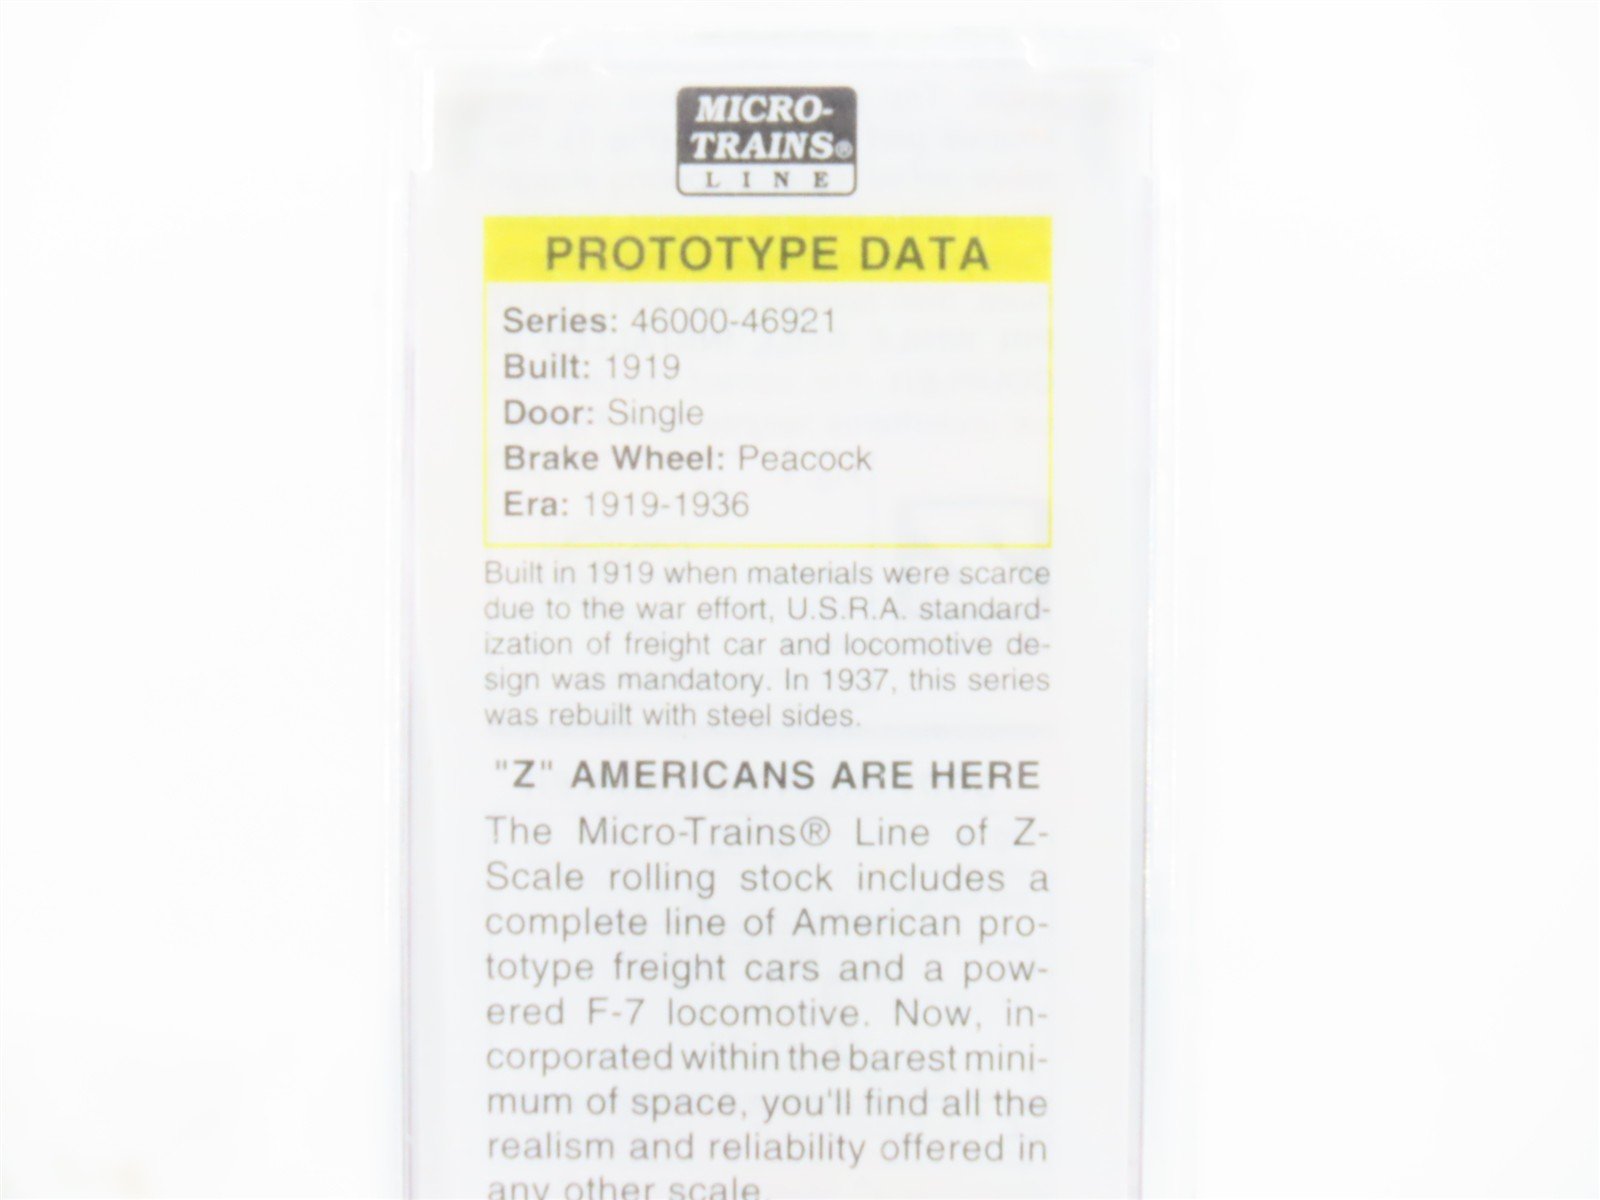 MICRO-
TRAINS®
LINE
PROTOTYPE DATA
Series: 46000-46921
Built: 1919
Door: Single
Brake Wheel: Peacock
Era: 1919-1936
Built in 1919 when materials were scarce
due to the war effort, U.S.R.A. standard-
ization of freight car and locomotive de-
sign was mandatory. In 1937, this series
was rebuilt with steel sides.
"Z" AMERICANS ARE HERE
The Micro-Trains® Line of Z-
Scale rolling stock includes a
complete line of American pro-
totype freight cars and a pow-
ered F-7 locomotive. Now, in-
corporated within the barest mini-
mum of space, you'll find all the
realism and reliability offered in
any other scale.